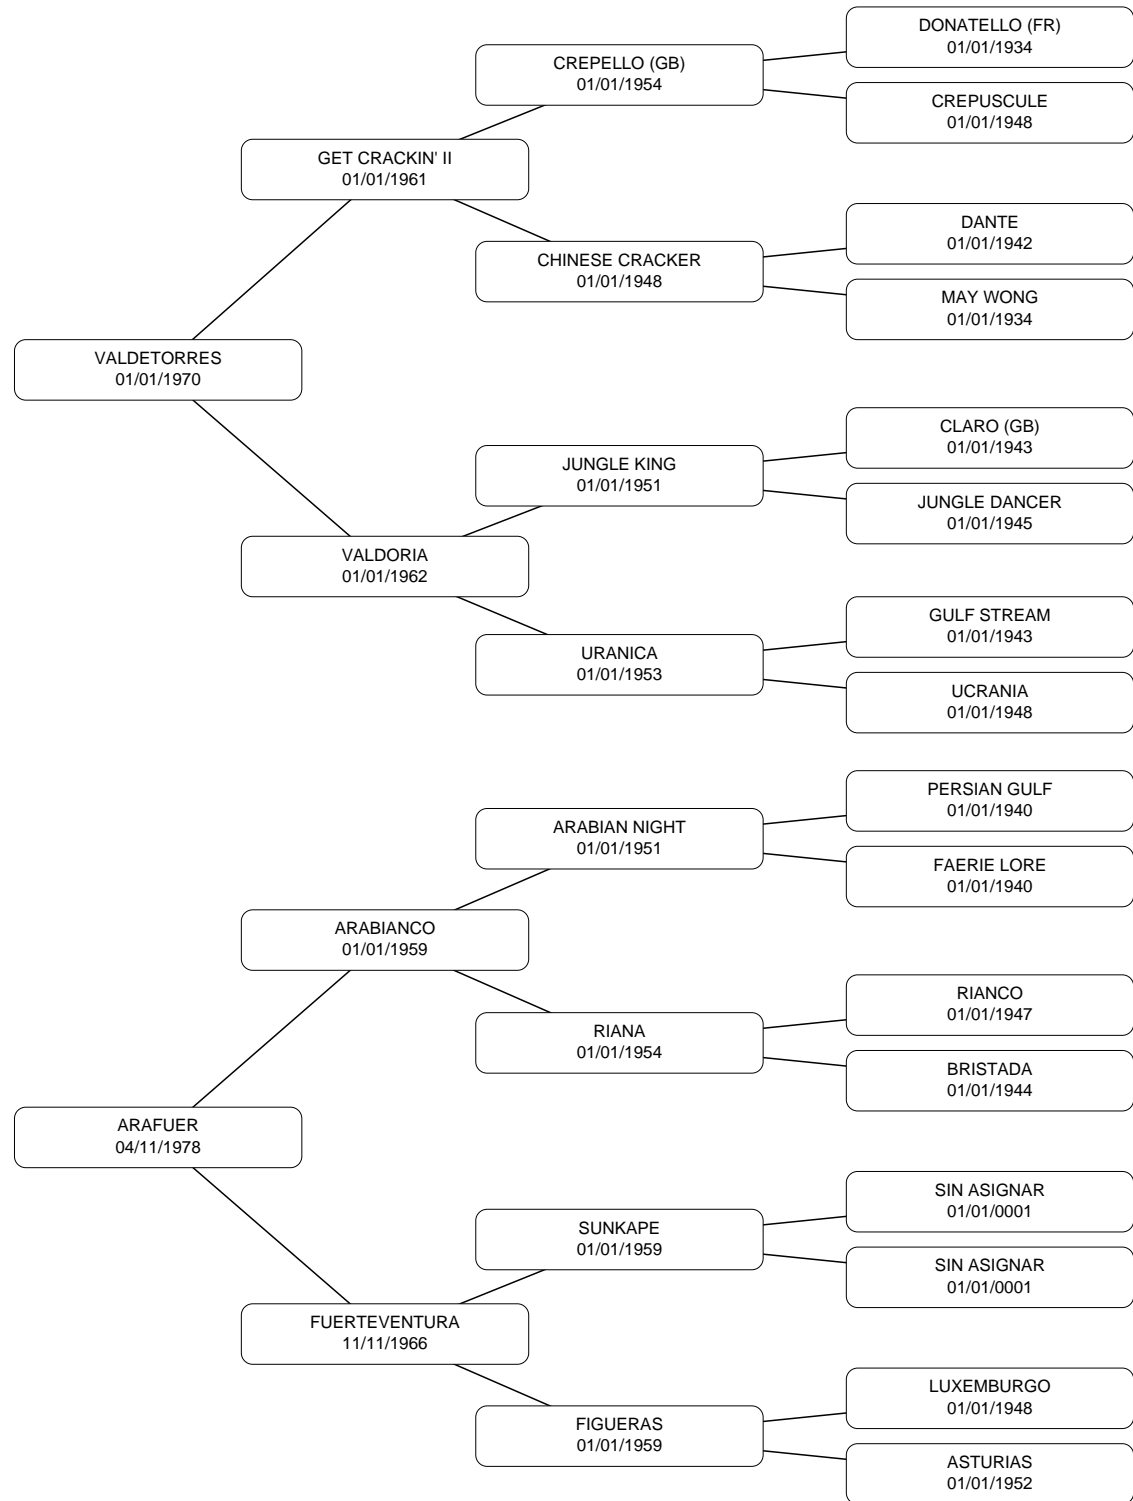 DONATELLO (FR)
01/01/1934
CREPELLO (GB)
01/01/1954
CREPUSCULE
01/01/1948
GET CRACKIN' II
01/01/1961
DANTE
01/01/1942
CHINESE CRACKER
01/01/1948
MAY WONG
01/01/1934
VALDETORRES
01/01/1970
CLARO (GB)
01/01/1943
JUNGLE KING
01/01/1951
JUNGLE DANCER
01/01/1945
VALDORIA
01/01/1962
GULF STREAM
01/01/1943
URANICA
01/01/1953
UCRANIA
01/01/1948
PERSIAN GULF
01/01/1940
ARABIAN NIGHT
01/01/1951
FAERIE LORE
01/01/1940
ARABIANCO
01/01/1959
RIANCO
01/01/1947
RIANA
01/01/1954
BRISTADA
01/01/1944
ARAFUER
04/11/1978
SIN ASIGNAR
01/01/0001
SUNKAPE
01/01/1959
SIN ASIGNAR
01/01/0001
FUERTEVENTURA
11/11/1966
LUXEMBURGO
01/01/1948
FIGUERAS
01/01/1959
ASTURIAS
01/01/1952